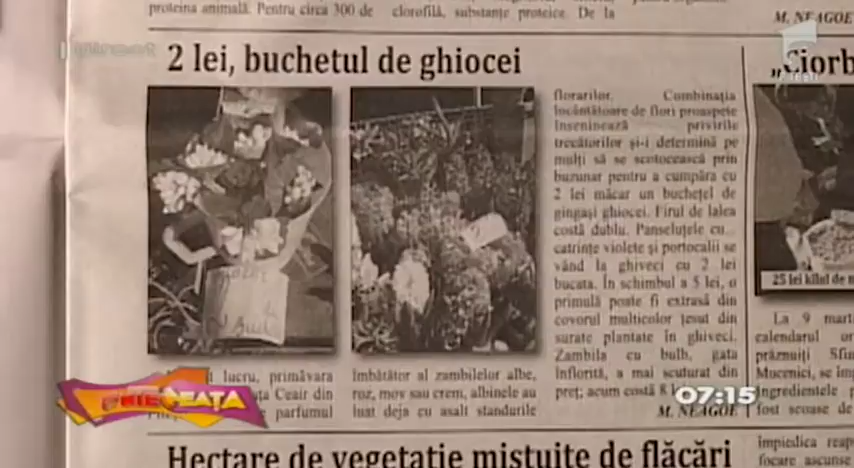 proteina animală. Pentru circa 300 de
clorofilă, substanțe proteice. De la
M. NEAGOE
2 lei, buchetul de ghiocei
florarilor. Combinația
încântătoare de flori proaspete
înseninează privirile
trecătorilor și-i determină pe
mulți să se scotocească prin
buzunar pentru a cumpăra cu
2 lei măcar un buchețel de
gingași ghiocei. Firul de lalea
costă dublu. Panseluțele cu...
catrințe violete și portocalii se
vând la ghiveci cu 2 lei
bucata. În schimbul a 5 lei, o
primulă poate fi extrasă din
covorul multicolor țesut din
surate plantate în ghiveci.
Zambila cu bulb, gata
înflorită, a mai scuturat din
preț; acum costă 8
M. NEAGOE
lucru, primăvara
Ceair din
parfumul
îmbătător al zambilelor albe,
roz, mov sau crem, albinele au
luat deja cu asalt standurile
„Ciorb
25 lei kilul de
La 9 mart
calendarul or
prăznuiți Sfin
Mucenici, se îm
Ingredientele
fost scoase de
07:15
Hectare de vegetație mistuite de flăcări
împiedica reap
focare ascunse